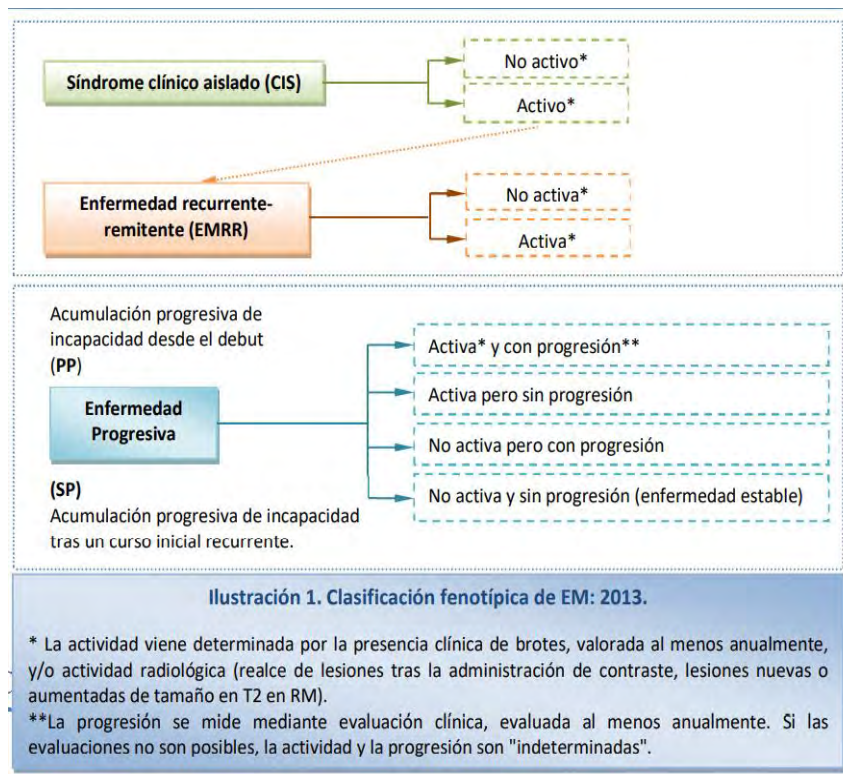 Síndrome clínico aislado (CIS)
No activo*
Activo*
Enfermedad recurrente-
remitente (EMRR)
No activa*
Activa*
Acumulación progresiva de
incapacidad desde el debut
(PP)
Enfermedad
Progresiva
(SP)
Acumulación progresiva de incapacidad
tras un curso inicial recurrente.
Activa* y con progresión**
Activa pero sin progresión
No activa pero con progresión
No activa y sin progresión (enfermedad estable)
Ilustración 1. Clasificación fenotípica de EM: 2013.
* La actividad viene determinada por la presencia clínica de brotes, valorada al menos anualmente,
y/o actividad radiológica (realce de lesiones tras la administración de contraste, lesiones nuevas o
aumentadas de tamaño en T2 en RM).
**La progresión se mide mediante evaluación clínica, evaluada al menos anualmente. Si las
evaluaciones no son posibles, la actividad y la progresión son "indeterminadas".